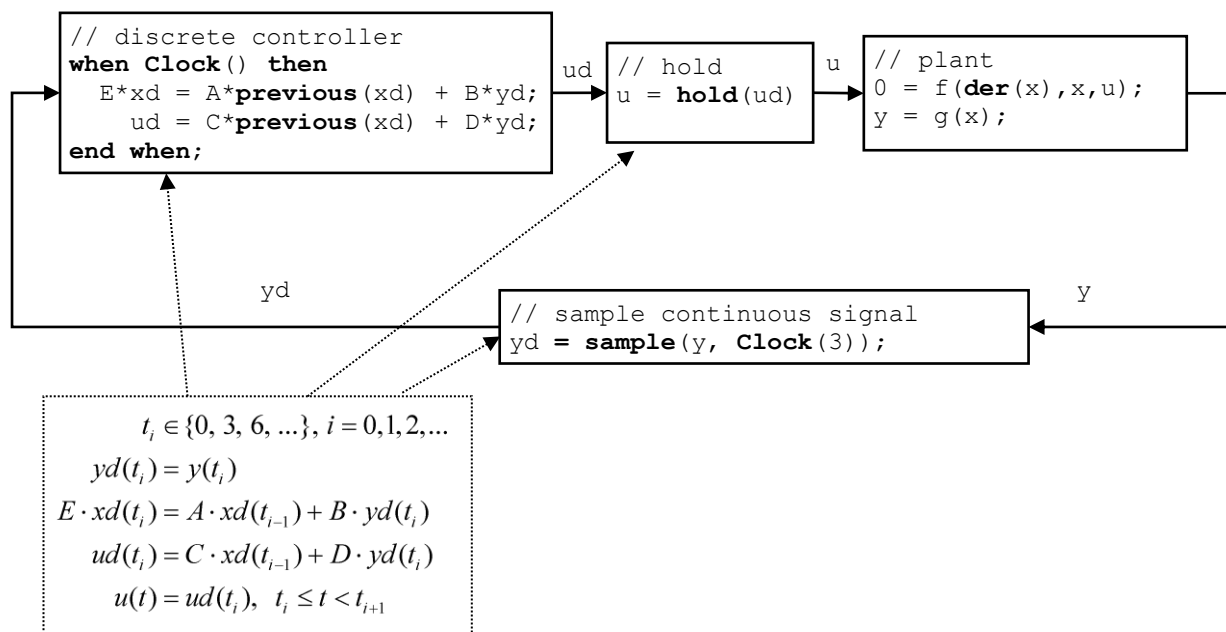 // discrete controller
when Clock() then
E*xd = A*previous(xd) + B*yd;
ud = C*previous(xd) + D*yd;
end when;
ud
// hold
u = hold(ud)
u
// plant
0 = f(der(x),x,u);
y = g(x);
yd
// sample continuous signal
yd = sample(y, Clock(3));
y
t_i ∈ {0, 3, 6, ...}, i = 0,1,2,...
yd(t_i) = y(t_i)
E · xd(t_i) = A · xd(t_{i−1}) + B · yd(t_i)
ud(t_i) = C · xd(t_{i−1}) + D · yd(t_i)
u(t) = ud(t_i), t_i ≤ t < t_{i+1}